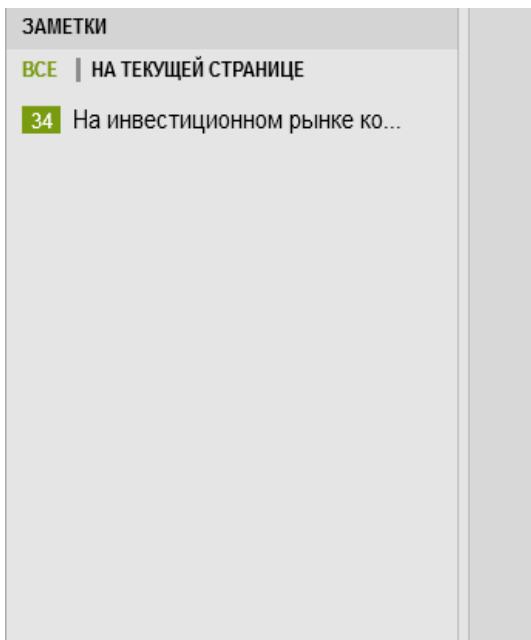 ЗАМЕТКИ
ВСЕ | НА ТЕКУЩЕЙ СТРАНИЦЕ
34 На инвестиционном рынке ко...